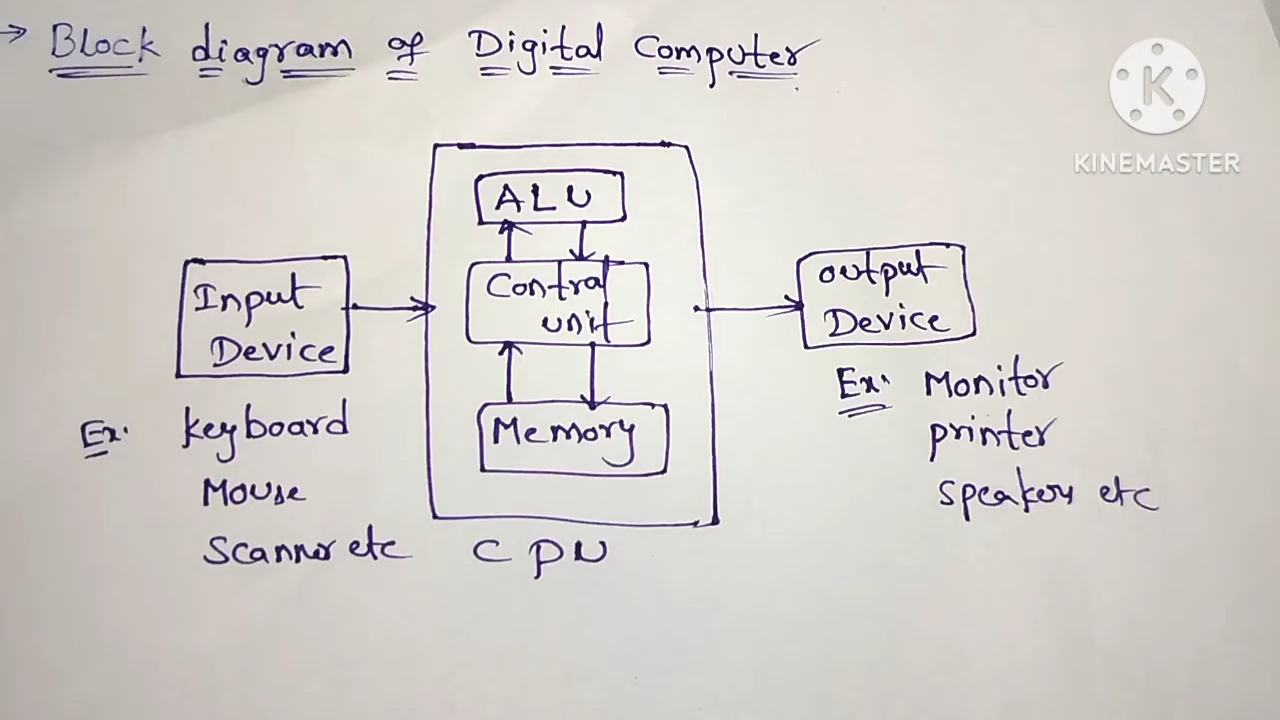 → Block diagram of Digital Computer
K
KINEMASTER
ALU
Control
unit
Memory
CPU
Input
Device
Ex: keyboard
Mouse
Scanner etc
output
Device
Ex: Monitor
printer
speakers etc